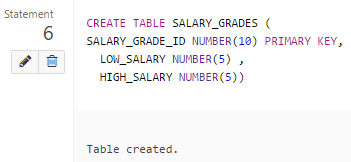 Statement
6
CREATE TABLE SALARY_GRADES (
SALARY_GRADE_ID NUMBER(10) PRIMARY KEY,
LOW_SALARY NUMBER(5) ,
HIGH_SALARY NUMBER(5))
Table created.